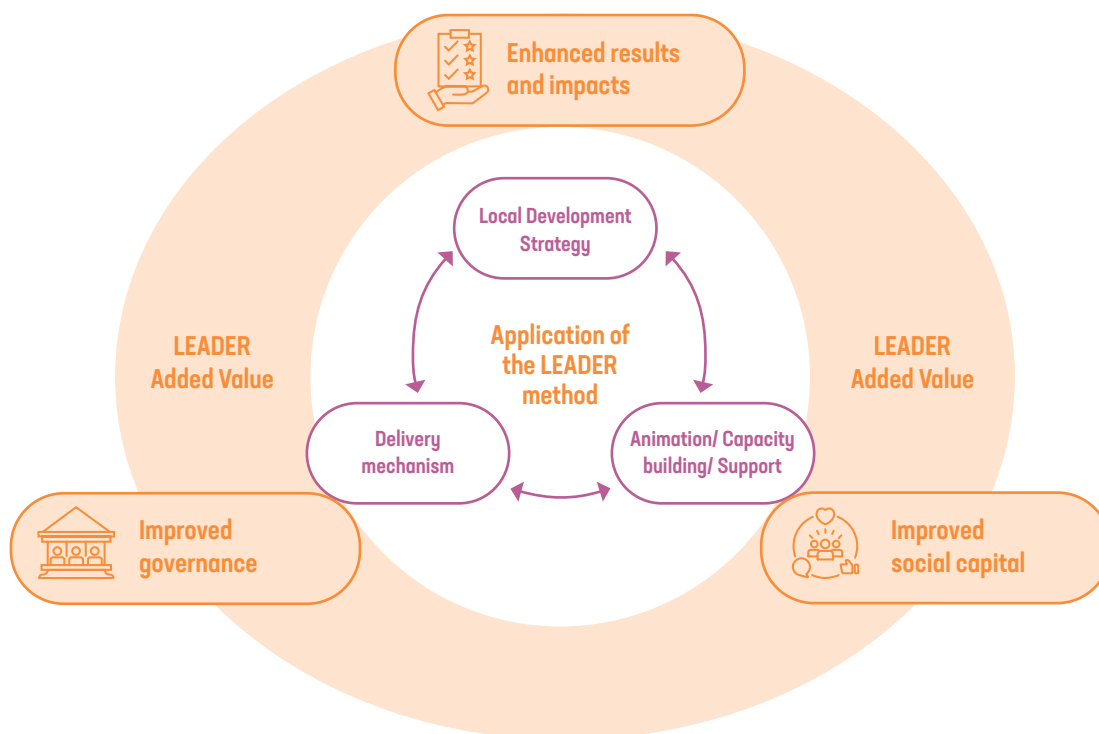 Enhanced results
and impacts
Local Development
Strategy
Application of
the LEADER
method
LEADER
Added Value
LEADER
Added Value
Delivery
mechanism
Animation/ Capacity
building/ Support
Improved
governance
Improved
social capital